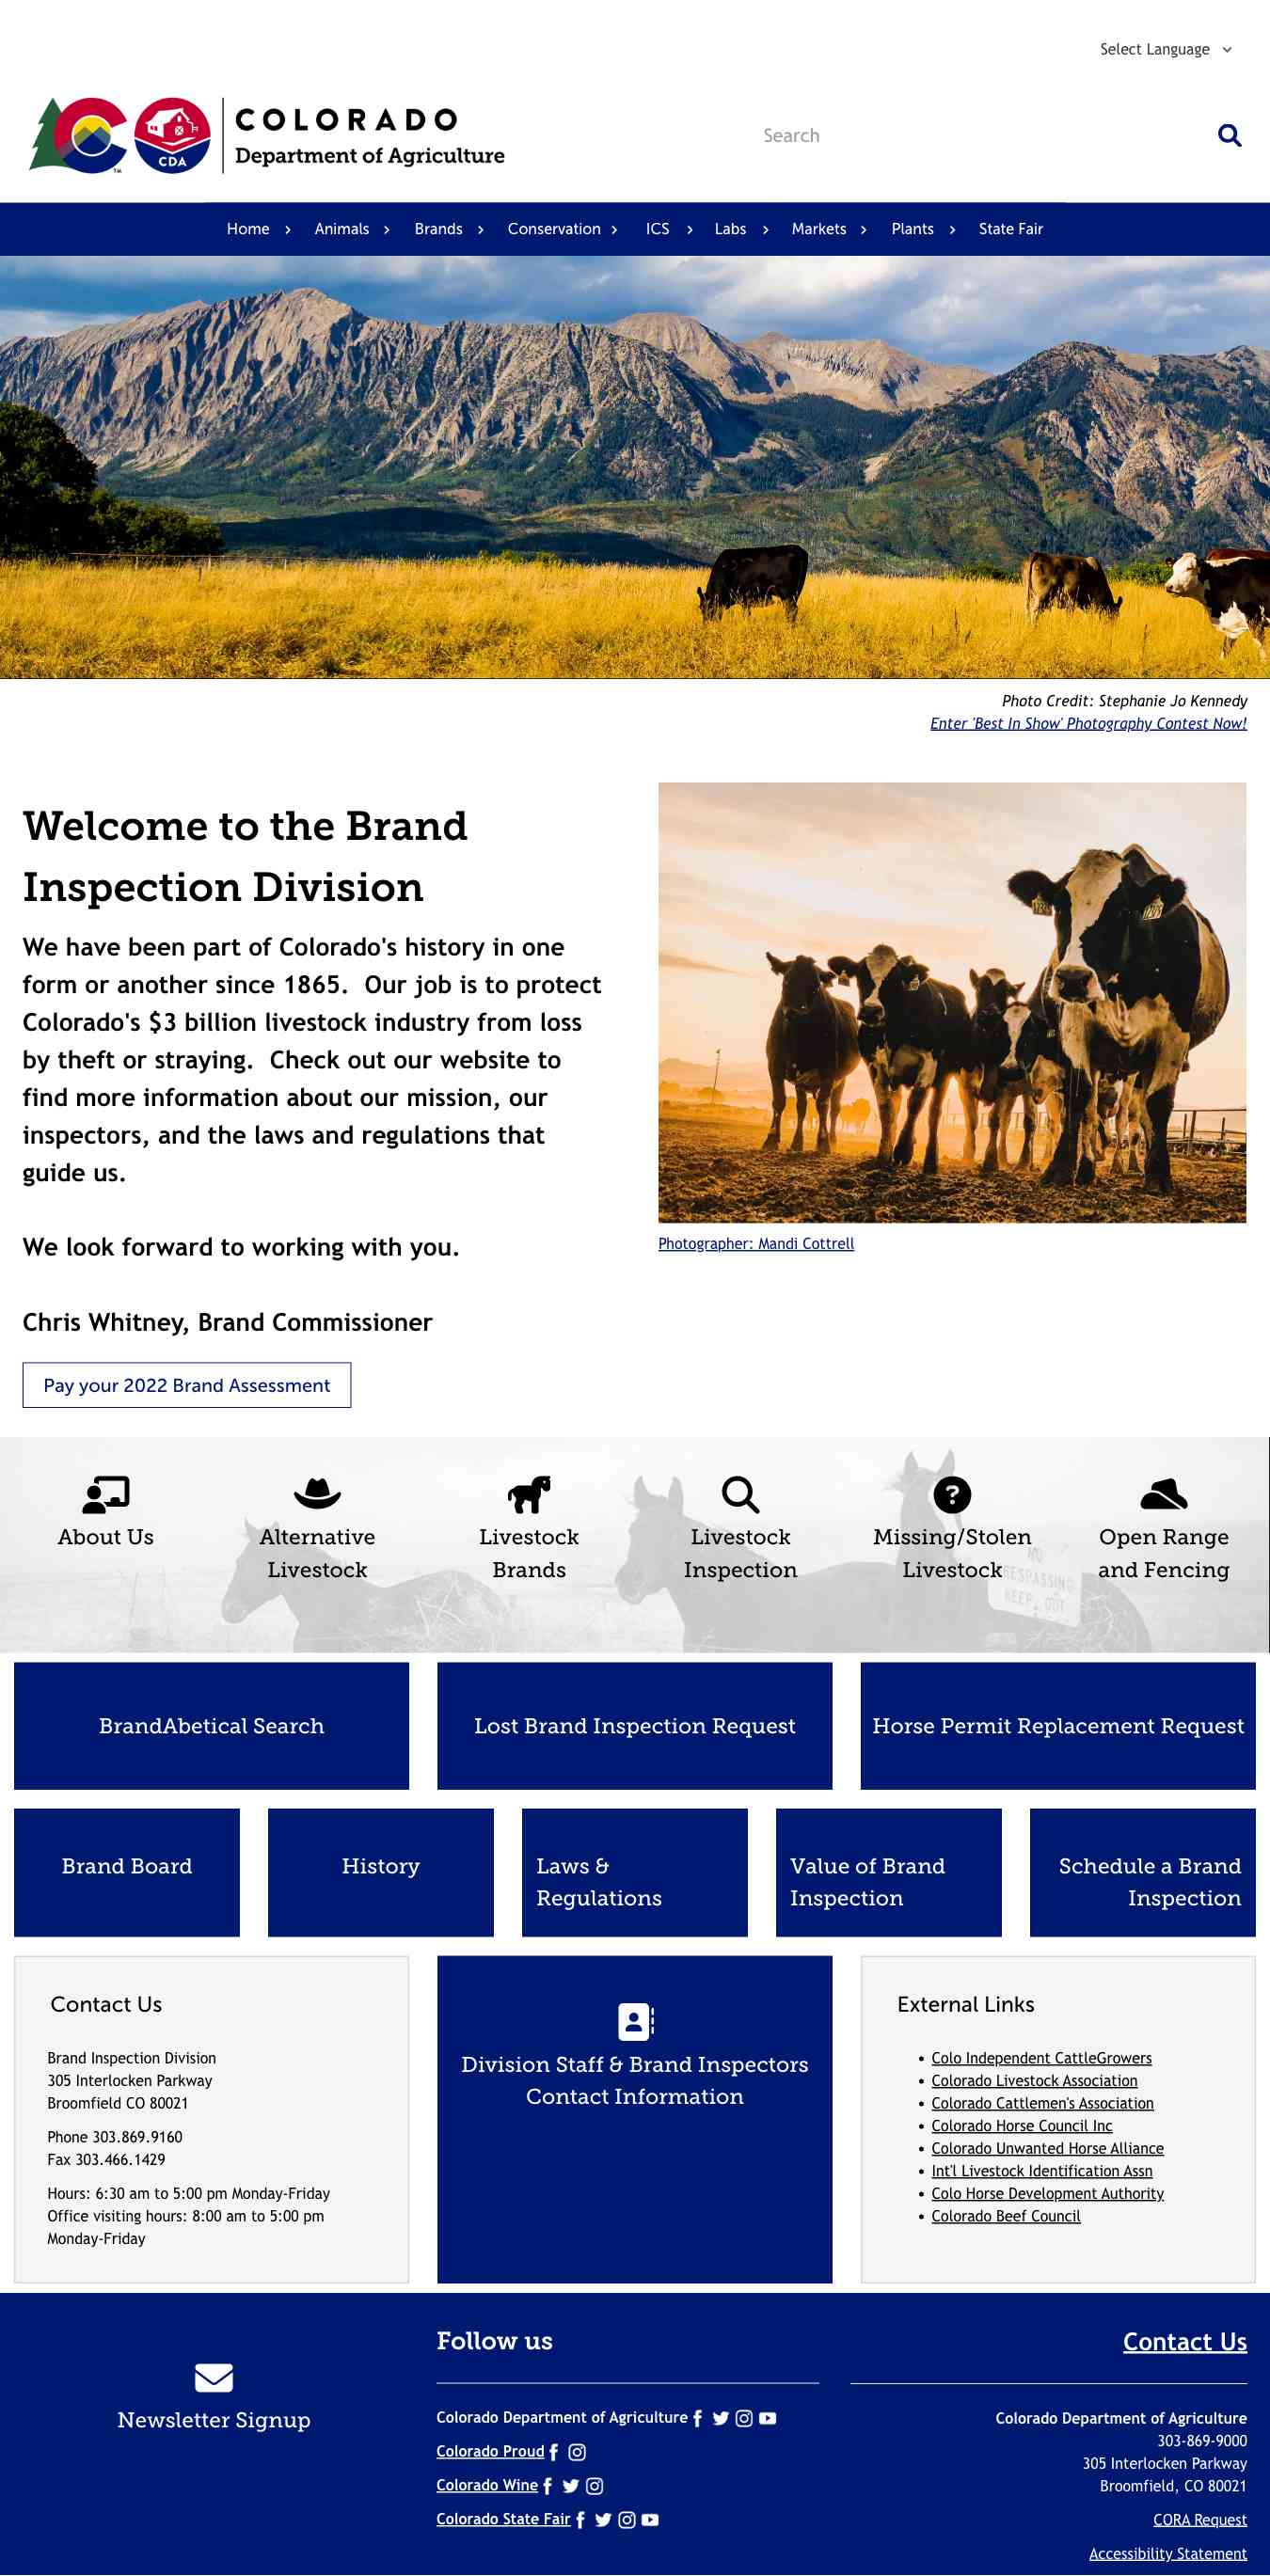 Select Language
CDA
COLORADO
Department of Agriculture
Search
Home Animals Brands Conservation ICS Labs Markets Plants State Fair
Photo Credit: Stephanie Jo Kennedy
Enter 'Best In Show' Photography Contest Now!
Welcome to the Brand
Inspection Division
We have been part of Colorado's history in one
form or another since 1865. Our job is to protect
Colorado's $3 billion livestock industry from loss
by theft or straying. Check out our website to
find more information about our mission, our
inspectors, and the laws and regulations that
guide us.
We look forward to working with you.
Chris Whitney, Brand Commissioner
Photographer: Mandi Cottrell
Pay your 2022 Brand Assessment
About Us
Alternative
Livestock
Livestock
Brands
Livestock
Inspection
Missing/Stolen
Livestock
Open Range
and Fencing
NO
TRESPASSING
KEEP OUT
BrandAbetical Search
Lost Brand Inspection Request
Horse Permit Replacement Request
Brand Board
History
Laws &
Regulations
Value of Brand
Inspection
Schedule a Brand
Inspection
Contact Us
Brand Inspection Division
305 Interlocken Parkway
Broomfield CO 80021
Phone 303.869.9160
Fax 303.466.1429
Hours: 6:30 am to 5:00 pm Monday-Friday
Office visiting hours: 8:00 am to 5:00 pm
Monday-Friday
Division Staff & Brand Inspectors
Contact Information
External Links
• Colo Independent CattleGrowers
• Colorado Livestock Association
• Colorado Cattlemen's Association
• Colorado Horse Council Inc
• Colorado Unwanted Horse Alliance
• Int'l Livestock Identification Assn
• Colo Horse Development Authority
• Colorado Beef Council
Newsletter Signup
Follow us
Colorado Department of Agriculture
Colorado Proud
Colorado Wine
Colorado State Fair
Contact Us
Colorado Department of Agriculture
303-869-9000
305 Interlocken Parkway
Broomfield, CO 80021
CORA Request
Accessibility Statement